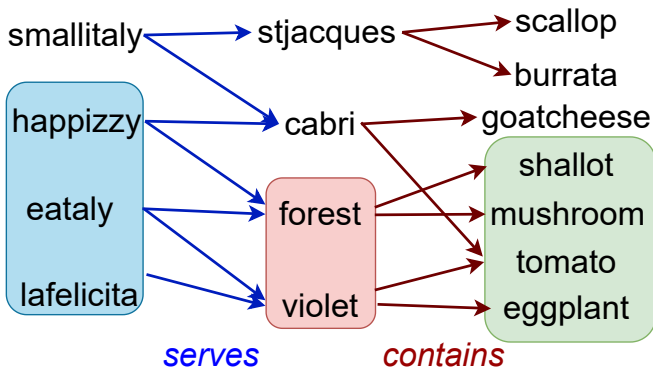 smallitaly
happizzy
eataly
lafelicita
stjacques
cabri
forest
violet
scallop
burrata
goatcheese
shallot
mushroom
tomato
eggplant
serves
contains